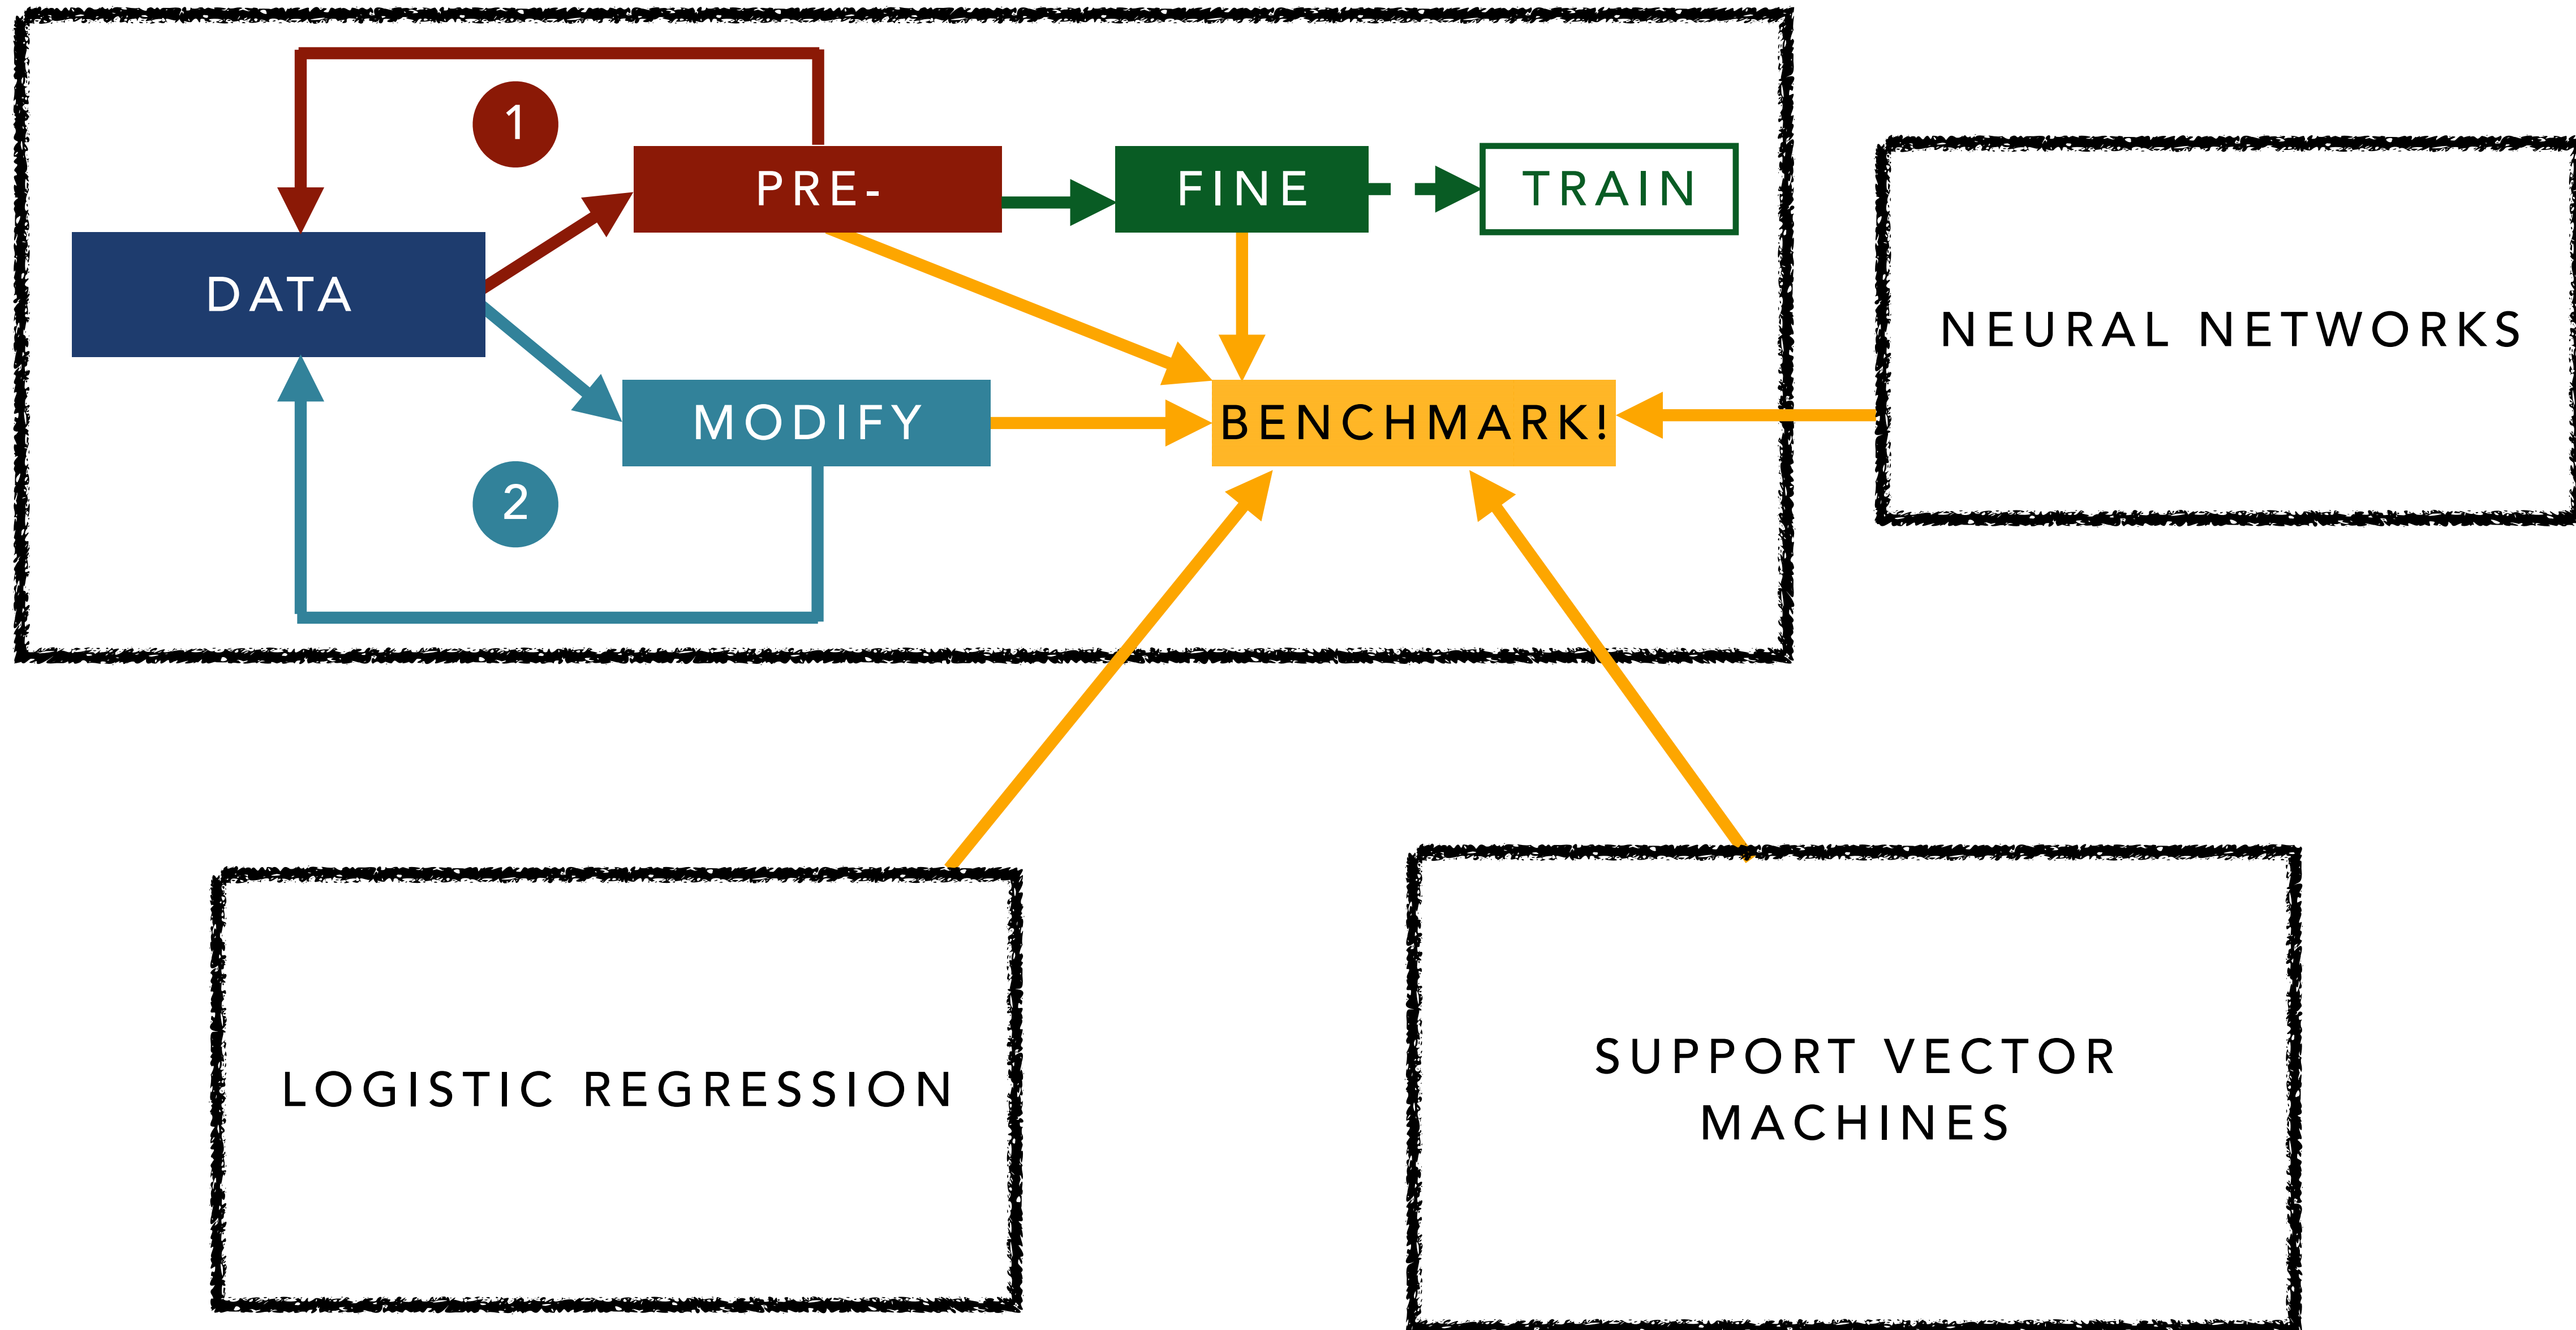 1
PRE-
FINE
TRAIN
DATA
NEURAL NETWORKS
MODIFY
BENCHMARK!
2
LOGISTIC REGRESSION
SUPPORT VECTOR
MACHINES